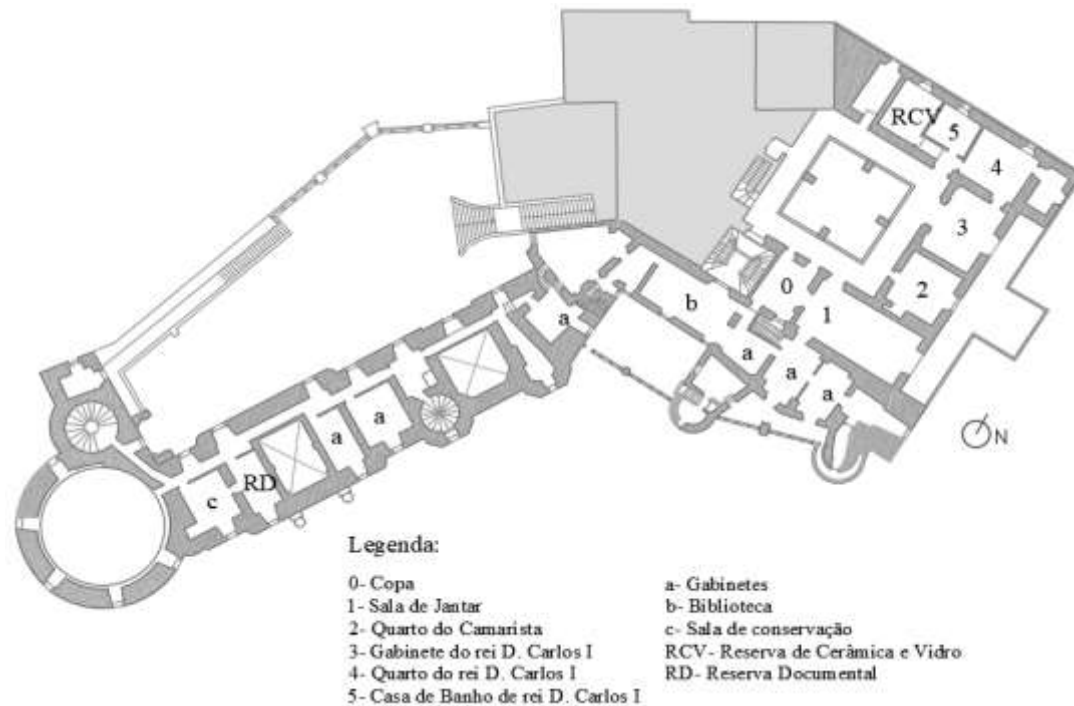 RCV
5
4
3
2
0
1
b
a
a
a
a
a
a
RD
c
N
Legenda:
0- Copa
1- Sala de Jantar
2- Quarto do Camarista
3- Gabinete do rei D. Carlos I
4- Quarto do rei D. Carlos I
5- Casa de Banho de rei D. Carlos I
a- Gabinetes
b- Biblioteca
c- Sala de conservação
RCV- Reserva de Cerâmica e Vidro
RD- Reserva Documental